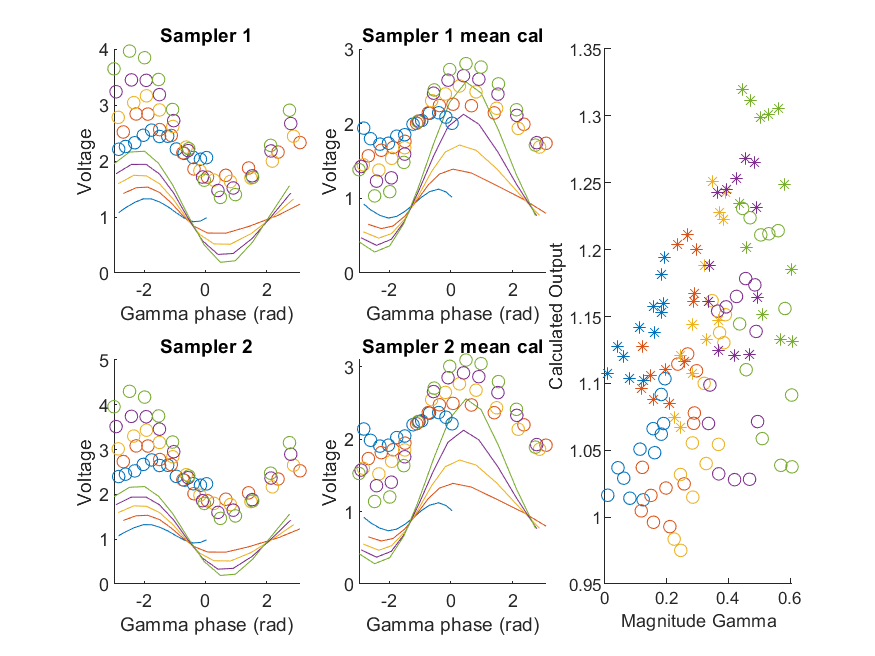 Sampler 1
4
3
2
1
0
Voltage
-2 0 2
Gamma phase (rad)
Sampler 1 mean cal
3
2
1
0
Voltage
-2 0 2
Gamma phase (rad)
Sampler 2
5
4
3
2
1
0
Voltage
-2 0 2
Gamma phase (rad)
Sampler 2 mean cal
3
2
1
0
Voltage
-2 0 2
Gamma phase (rad)
1.35
1.3
1.25
1.2
1.15
1.1
1.05
1
0.95
Calculated Output
0 0.2 0.4 0.6
Magnitude Gamma